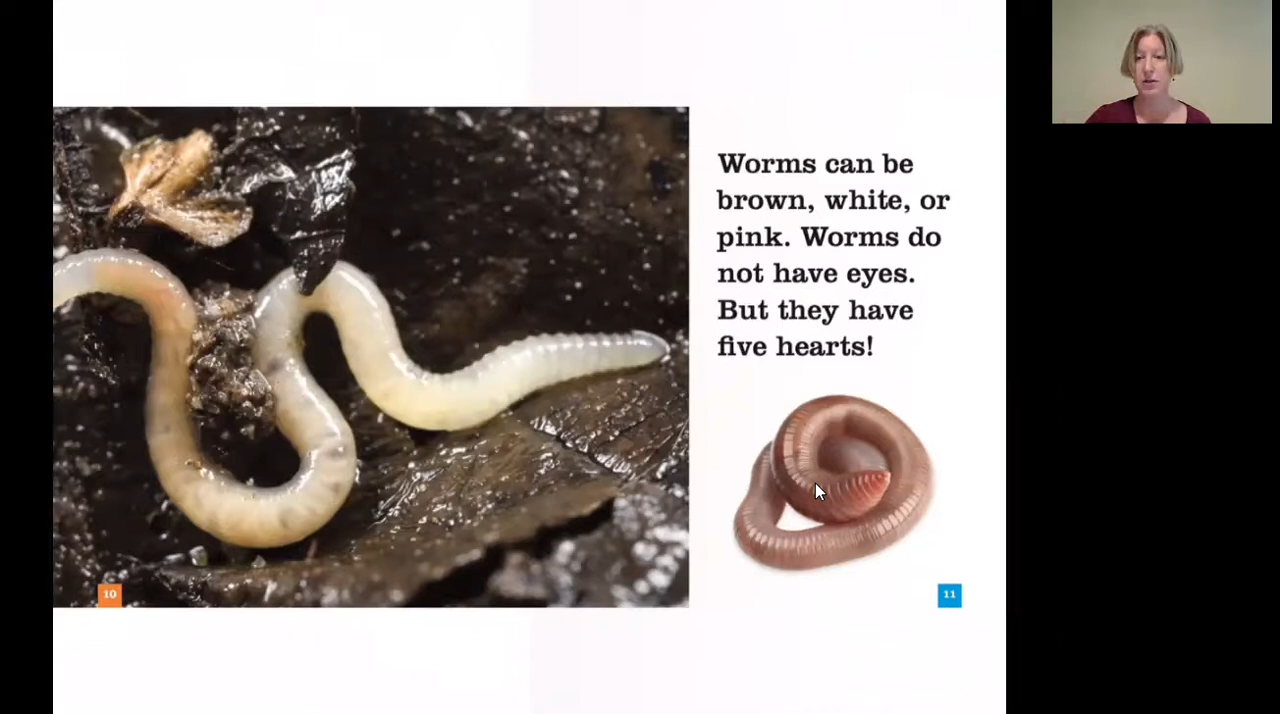 Worms can be
brown, white, or
pink. Worms do
not have eyes.
But they have
five hearts!
10
11